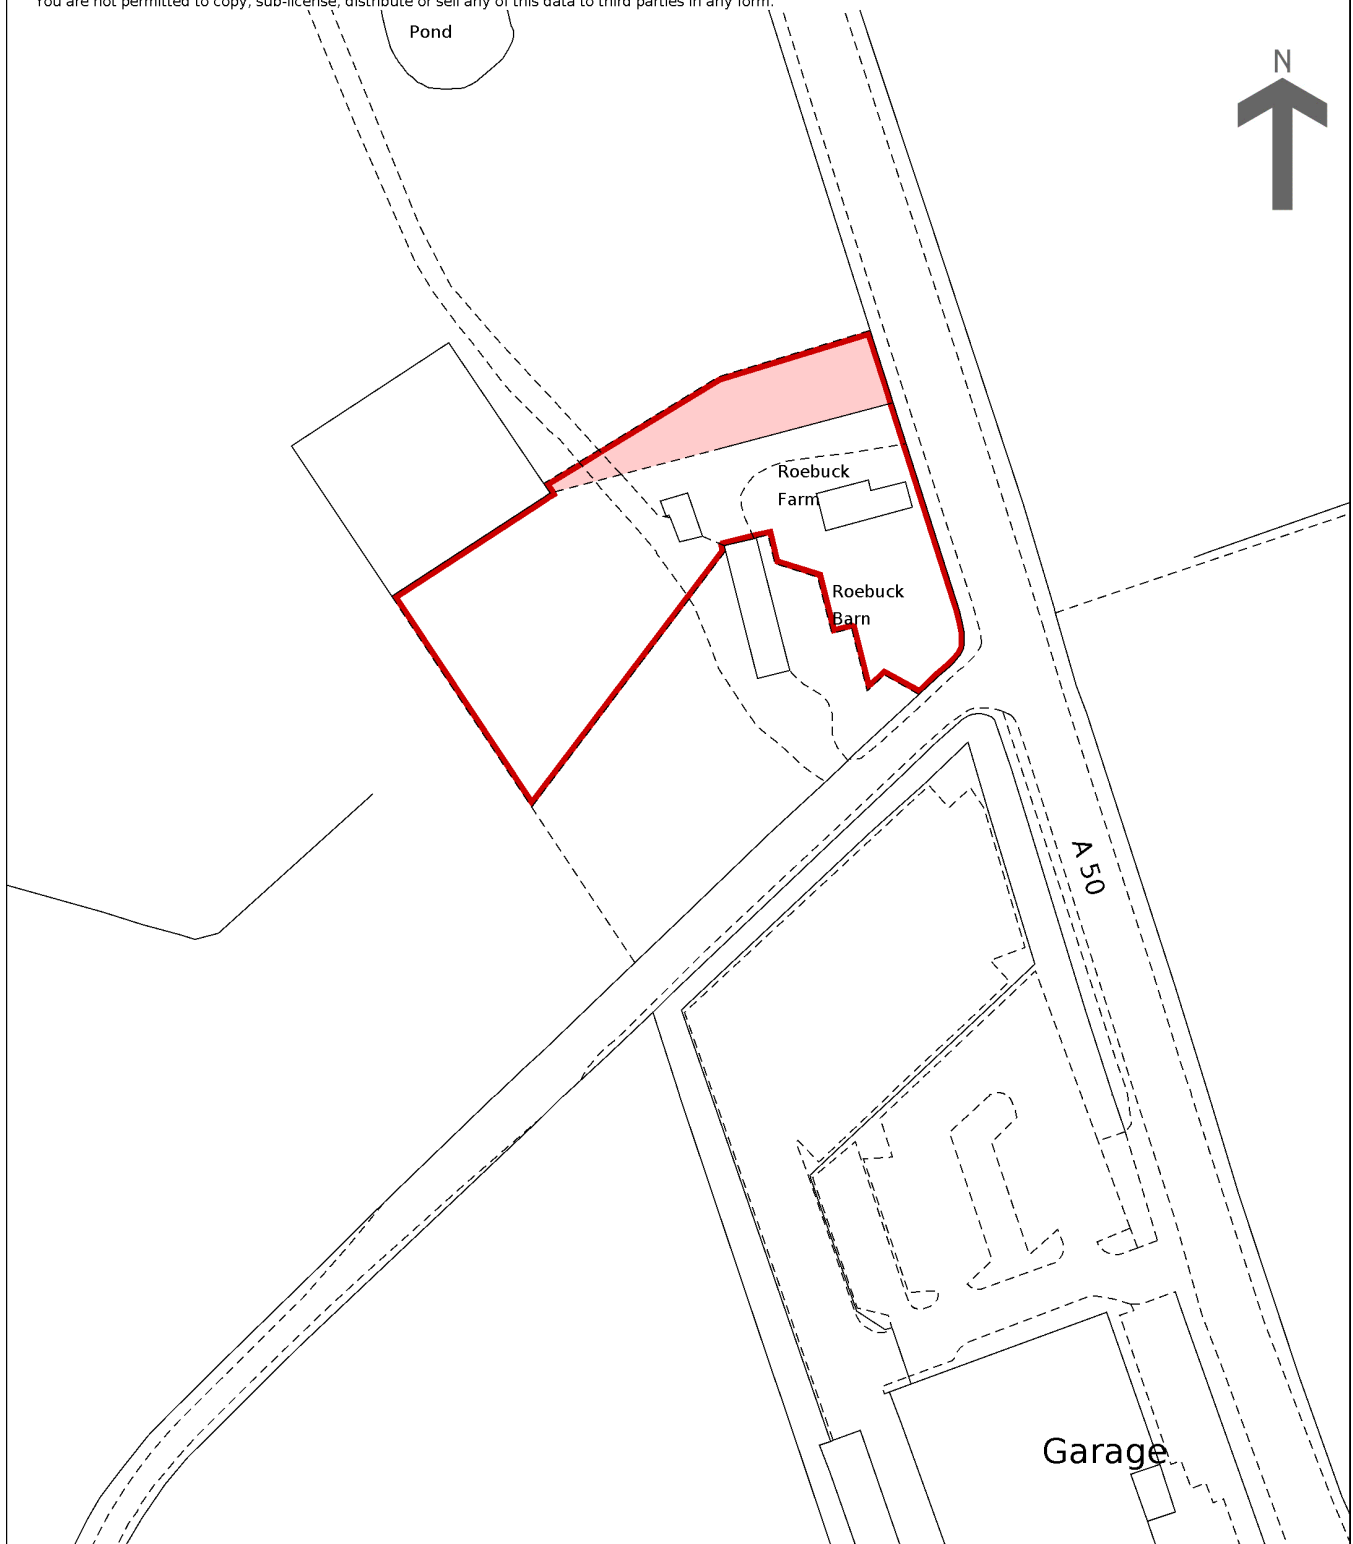 You are not permitted to copy, sub-license, distribute or sell any of this data to third parties in any form.
Pond
N
Roebuck
Farm
Roebuck
Barn
A 50
Garage